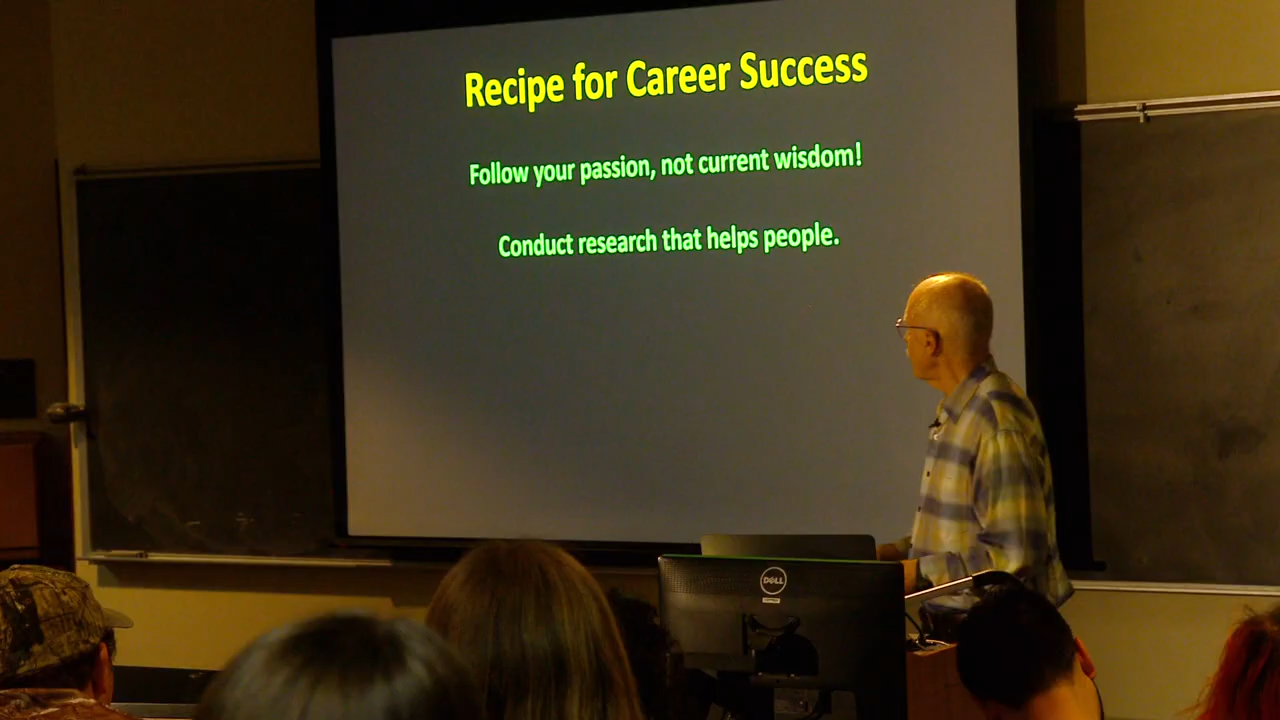 Recipe for Career Success
Follow your passion, not current wisdom!
Conduct research that helps people.
DELL